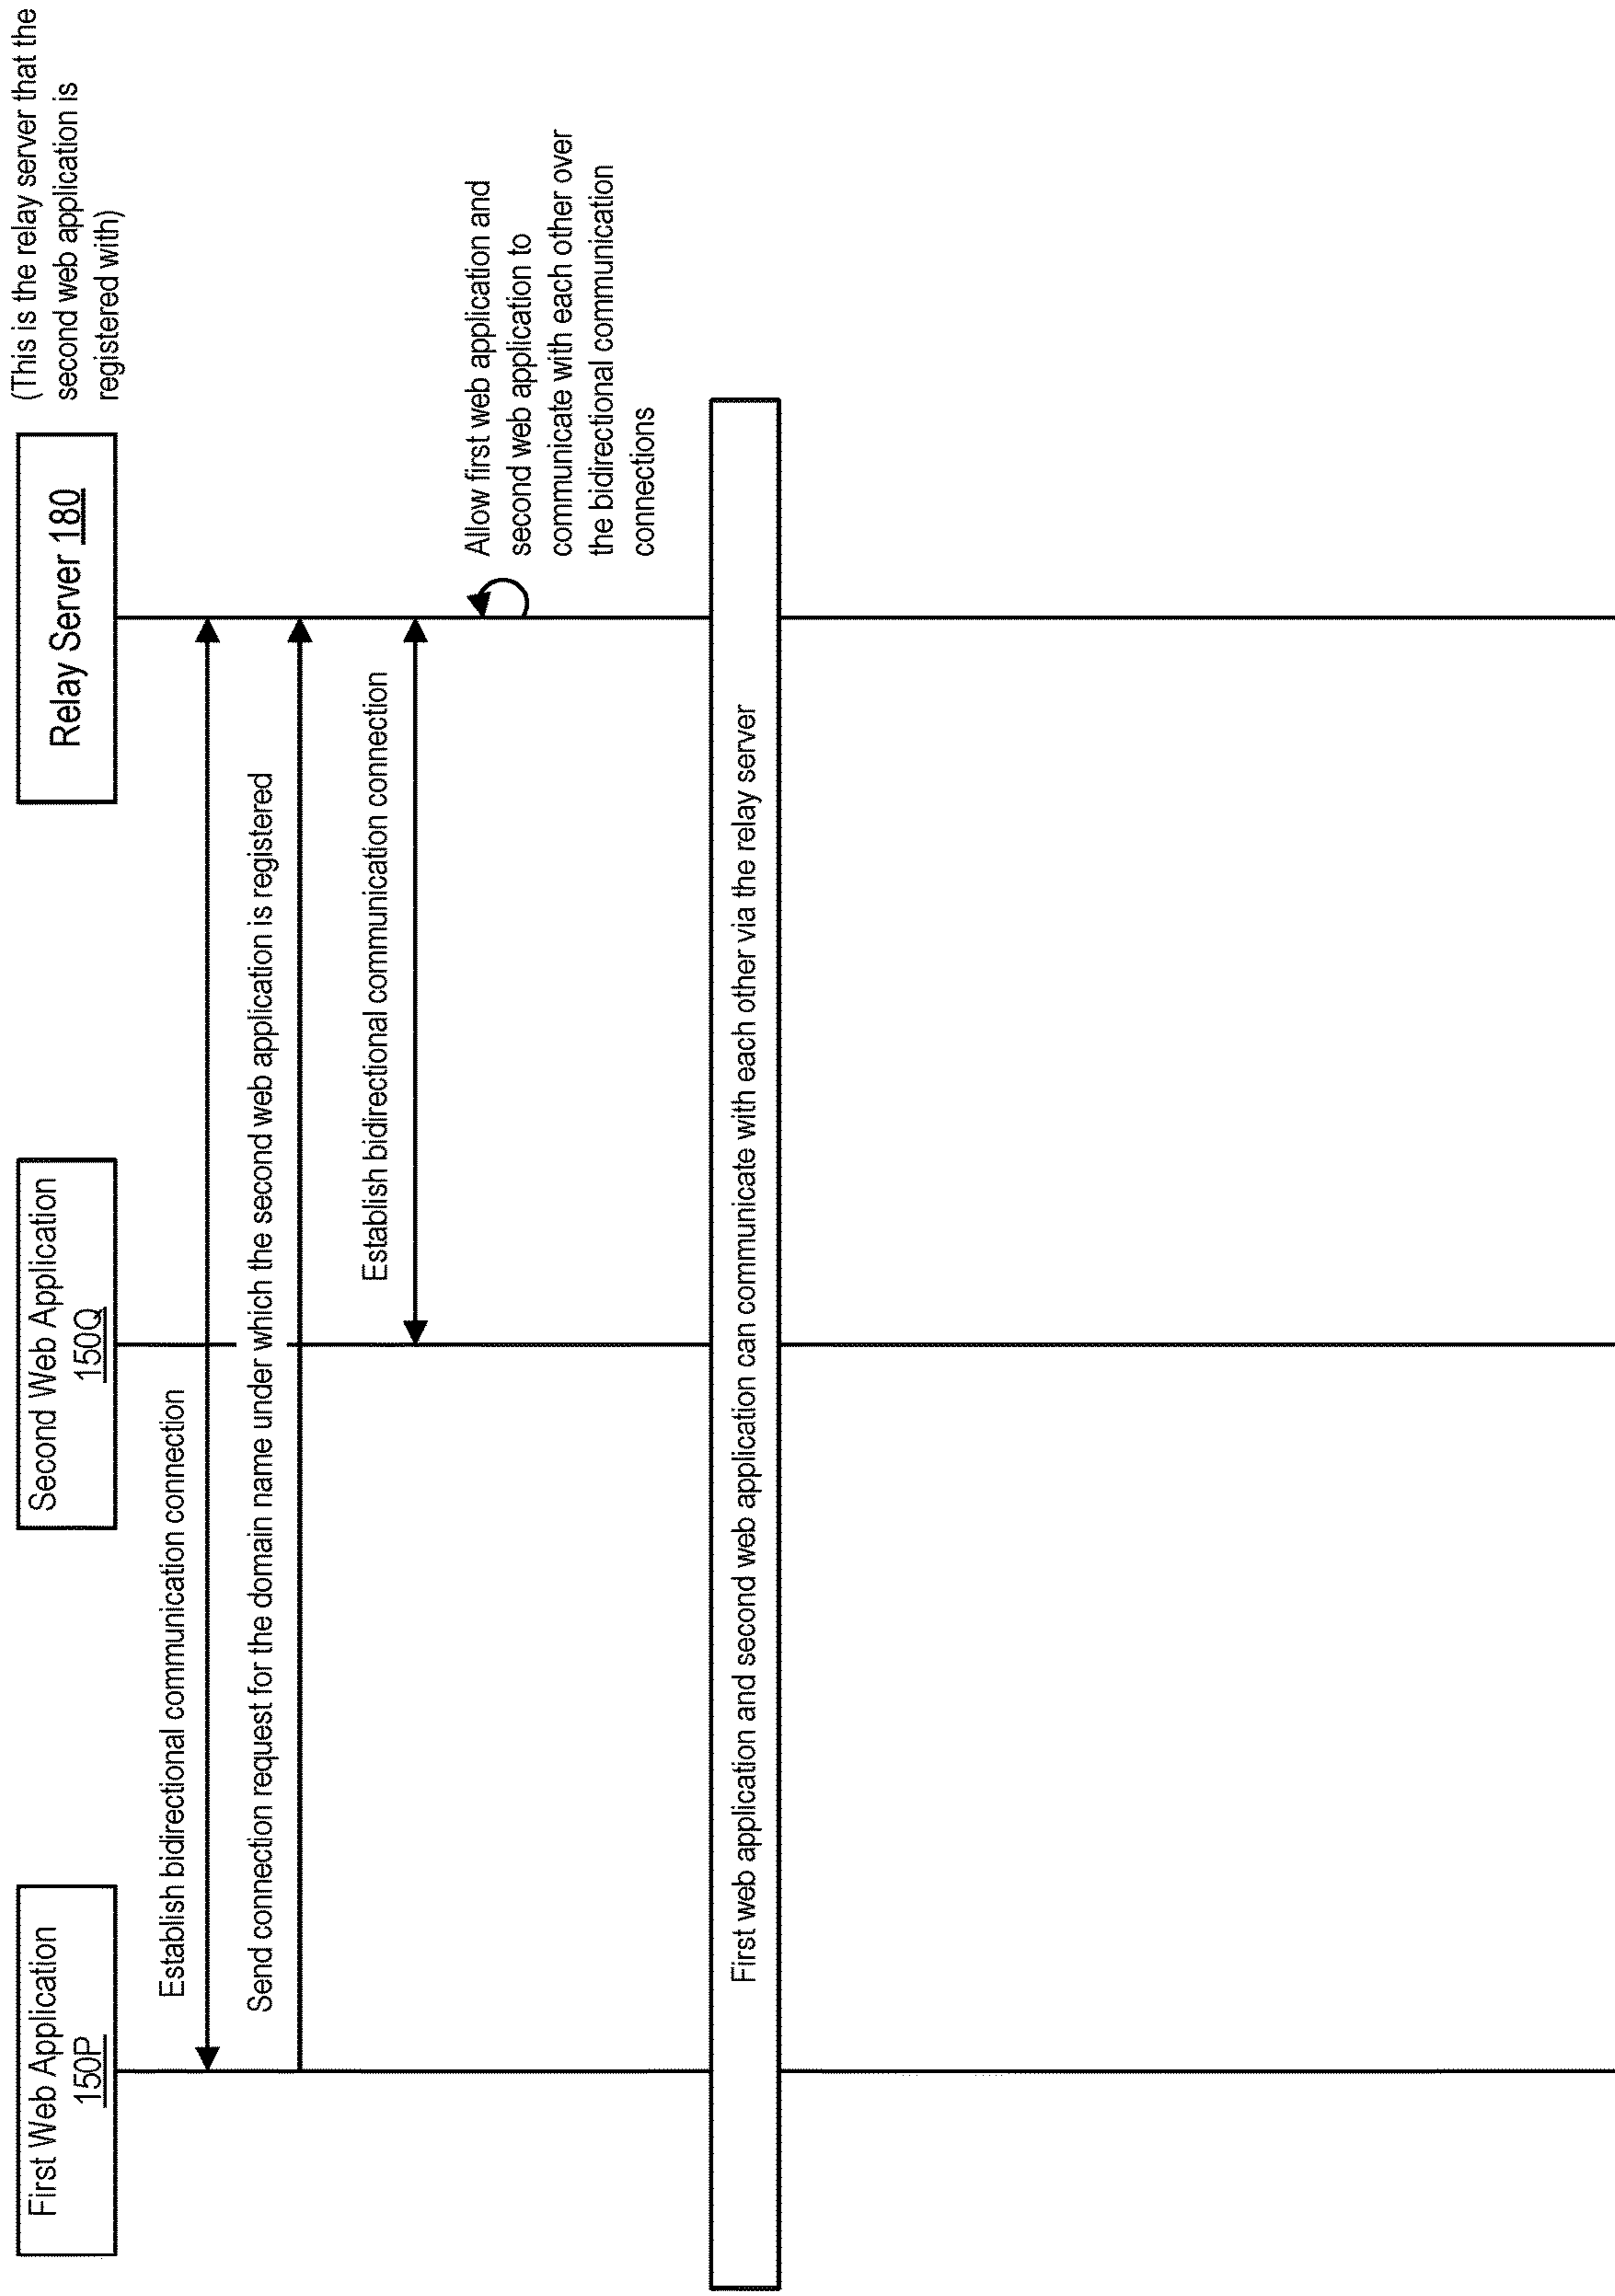 First Web Application
150P
Second Web Application
150Q
Relay Server 180
(This is the relay server that the
second web application is
registered with)
Establish bidirectional communication connection
Send connection request for the domain name under which the second web application is registered
Establish bidirectional communication connection
Allow first web application and
second web application to
communicate with each other over
the bidirectional communication
connections
First web application and second web application can communicate with each other via the relay server